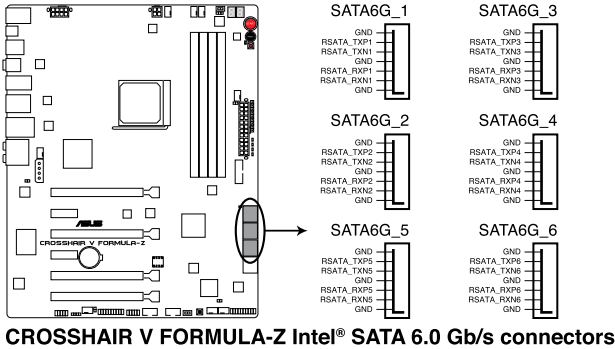 SATA6G_1
GND
RSATA_TXP1
RSATA_TXN1
GND
RSATA_RXP1
RSATA_RXN1
GND
SATA6G_3
GND
RSATA_TXP3
RSATA_TXN3
GND
RSATA_RXP3
RSATA_RXN3
GND
SATA6G_2
GND
RSATA_TXP2
RSATA_TXN2
GND
RSATA_RXP2
RSATA_RXN2
GND
SATA6G_4
GND
RSATA_TXP4
RSATA_TXN4
GND
RSATA_RXP4
RSATA_RXN4
GND
SATA6G_5
GND
RSATA_TXP5
RSATA_TXN5
GND
RSATA_RXP5
RSATA_RXN5
GND
SATA6G_6
GND
RSATA_TXP6
RSATA_TXN6
GND
RSATA_RXP6
RSATA_RXN6
GND
ASUS
CROSSHAIR V FORMULA-Z
CROSSHAIR V FORMULA-Z Intel® SATA 6.0 Gb/s connectors